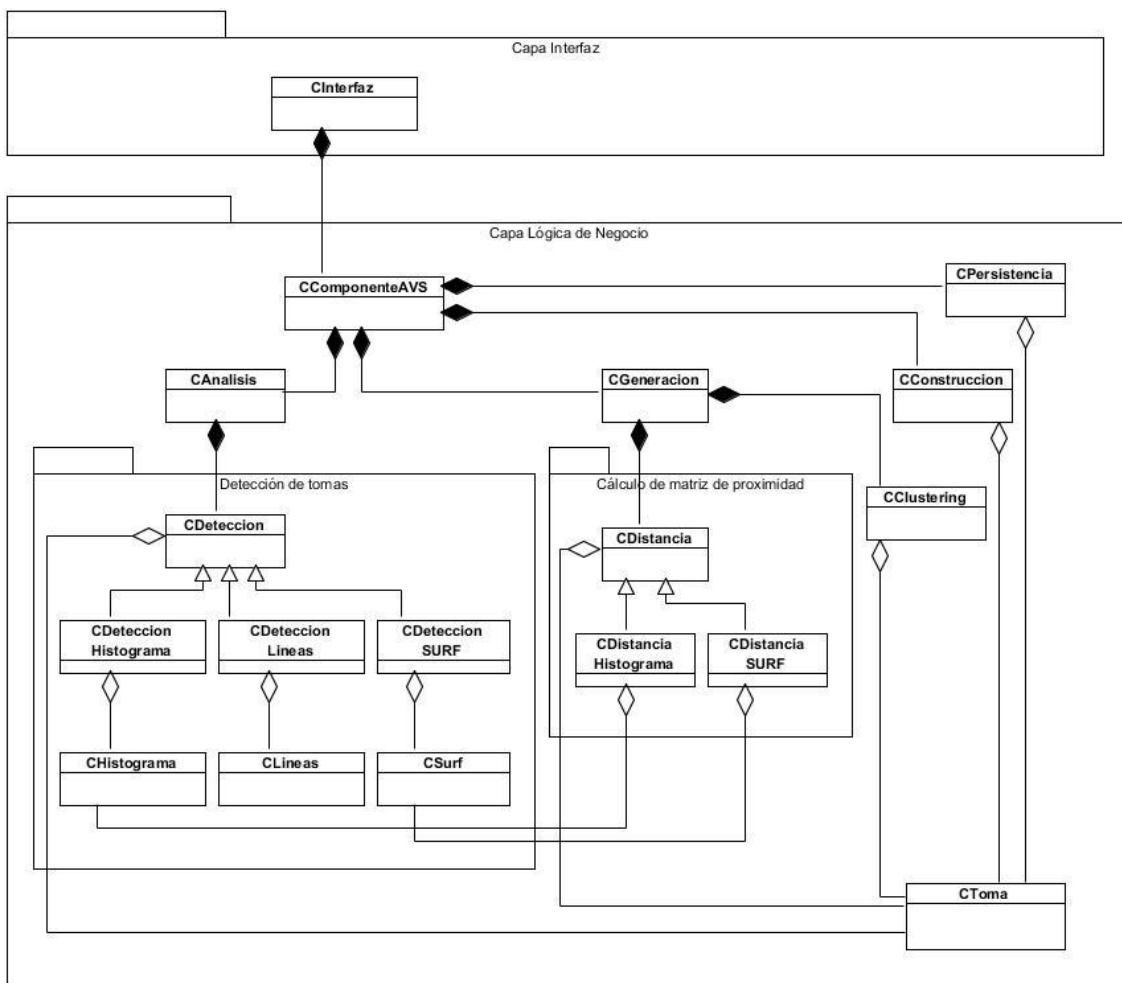 Capa Interfaz
CInterfaz
Capa Lógica de Negocio
CComponenteAVS
CPersistencia
CAnalisis
CGeneracion
CConstruccion
Detección de tomas
Cálculo de matriz de proximidad
CClustering
CDeteccion
CDistancia
CDeteccion
Histograma
CDeteccion
Lineas
CDeteccion
SURF
CDistancia
Histograma
CDistancia
SURF
CHistograma
CLineas
CSurf
CToma